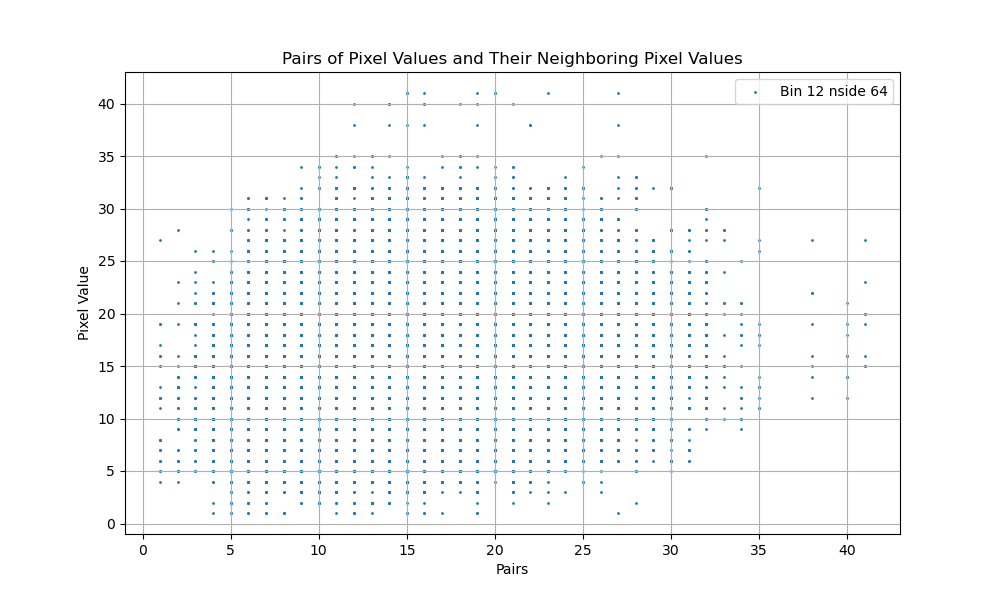 Pairs of Pixel Values and Their Neighboring Pixel Values
Bin 12 nside 64
Pixel Value
40
35
30
25
20
15
10
5
0
0 5 10 15 20 25 30 35 40
Pairs